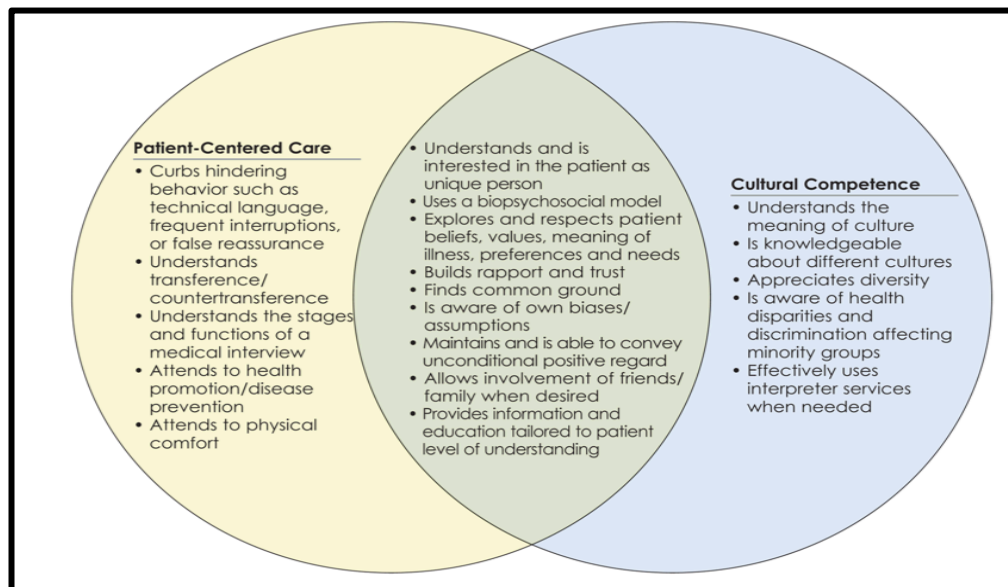 Patient-Centered Care
• Curbs hindering
behavior such as
technical language,
frequent interruptions,
or false reassurance
• Understands
transference/
countertransference
• Understands the stages
and functions of a
medical interview
• Attends to health
promotion/disease
prevention
• Attends to physical
comfort
• Understands and is
interested in the patient as
unique person
• Uses a biopsychosocial model
• Explores and respects patient
beliefs, values, meaning of
illness, preferences and needs
• Builds rapport and trust
• Finds common ground
• Is aware of own biases/
assumptions
• Maintains and is able to convey
unconditional positive regard
• Allows involvement of friends/
family when desired
• Provides information and
education tailored to patient
level of understanding
Cultural Competence
• Understands the
meaning of culture
• Is knowledgeable
about different cultures
• Appreciates diversity
• Is aware of health
disparities and
discrimination affecting
minority groups
• Effectively uses
interpreter services
when needed